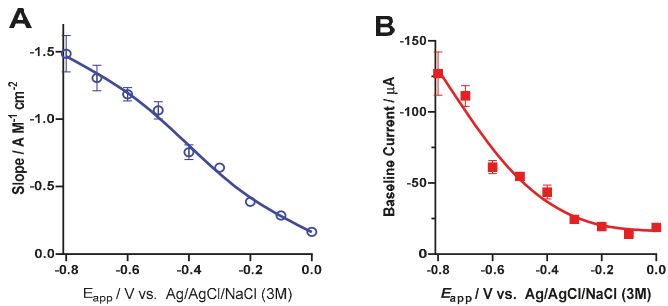 A
-1.5
-1.0
-0.5
0.0
Slope / A M-1 cm-2
-0.8 -0.6 -0.4 -0.2 0.0
Eapp / V vs. Ag/AgCl/NaCl (3M)
B
-150
-100
-50
0
Baseline Current / μA
-0.8 -0.6 -0.4 -0.2 0.0
Eapp / V vs. Ag/AgCl/NaCl (3M)